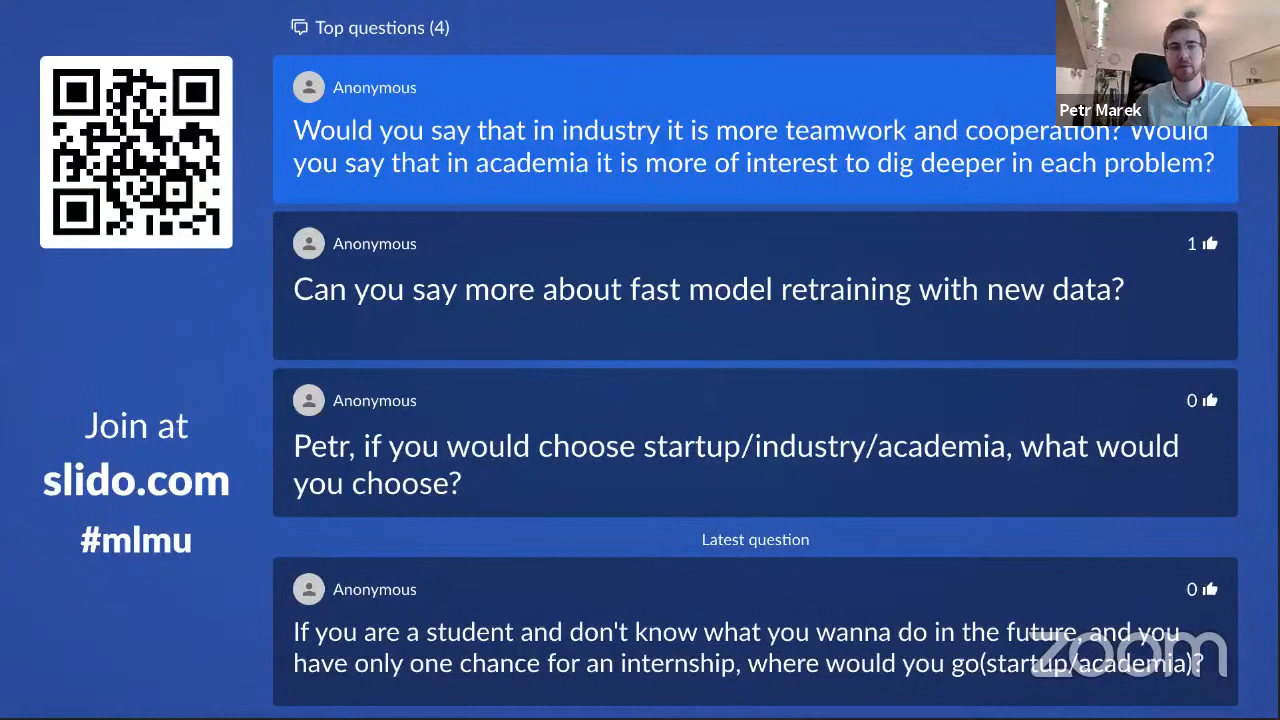 Top questions (4)
Anonymous
Petr Marek
Would you say that in industry it is more teamwork and cooperation? Would
you say that in academia it is more of interest to dig deeper in each problem?
Anonymous
1
Can you say more about fast model retraining with new data?
Anonymous
0
Petr, if you would choose startup/industry/academia, what would
you choose?
Join at
slido.com
#mlmu
Latest question
Anonymous
0
If you are a student and don't know what you wanna do in the future, and you
have only one chance for an internship, where would you go(startup/academia)?
zoom